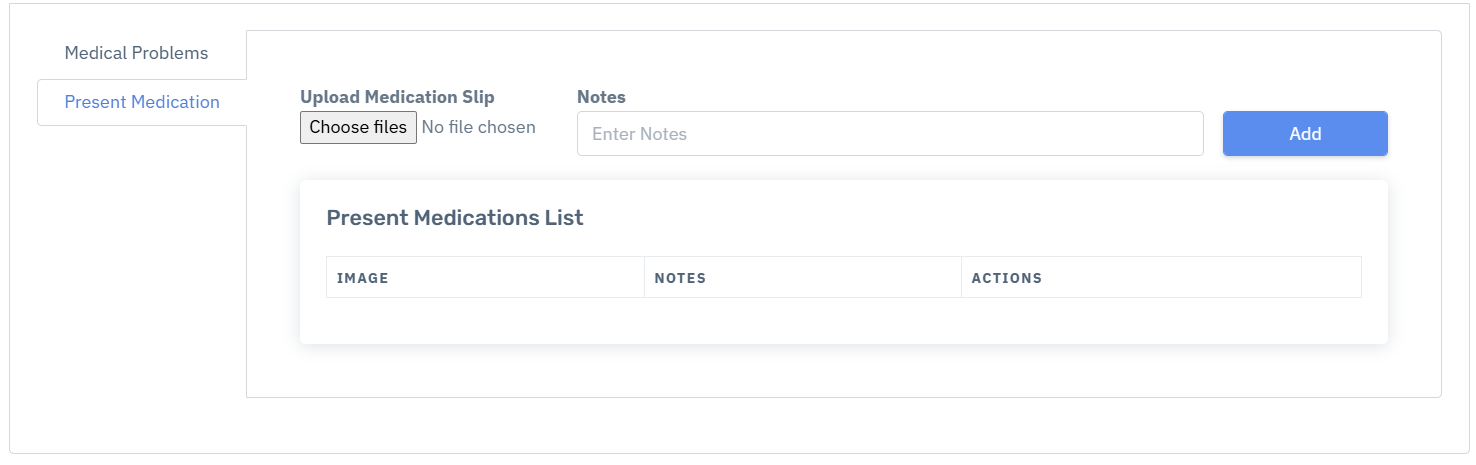 Medical Problems
Present Medication
Upload Medication Slip
Choose files No file chosen
Notes
Enter Notes
Add
Present Medications List
IMAGE NOTES ACTIONS